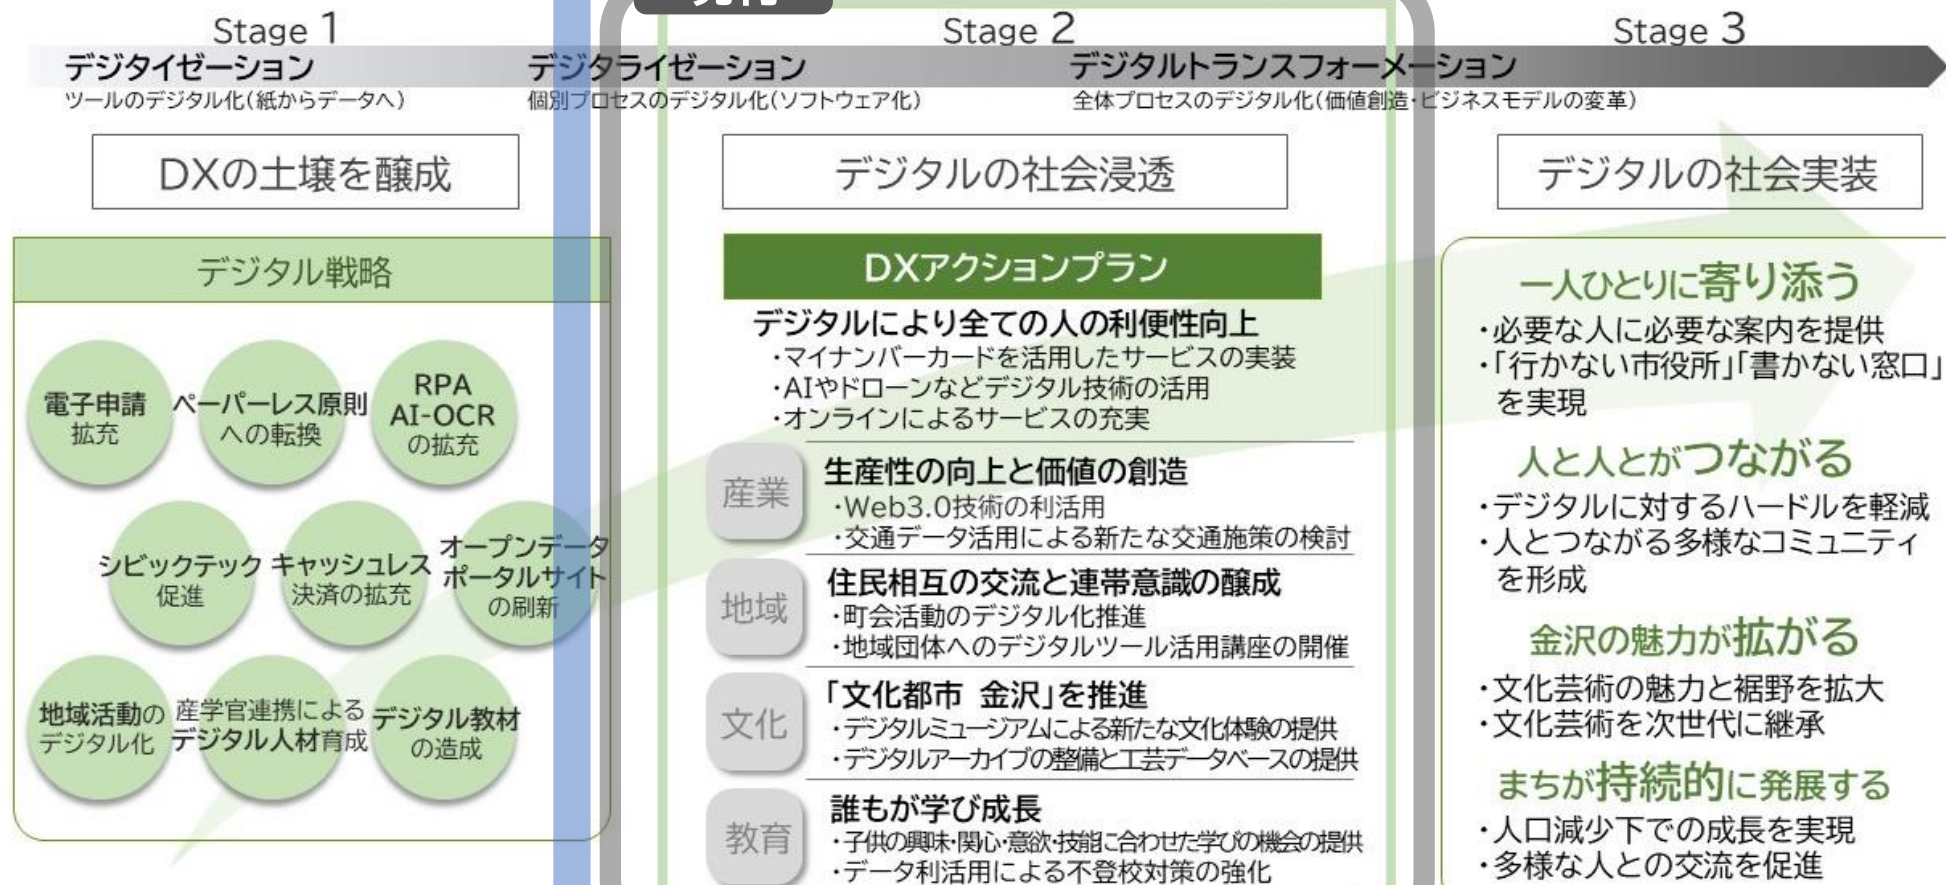 Stage 1
デジタイゼーション
ツールのデジタル化(紙からデータへ)
DXの土壌を醸成
デジタル戦略
電子申請
拡充
ペーパーレス原則
への転換
RPA
AI-OCR
の拡充
シビックテック
促進
キャッシュレス
決済の拡充
オープンデータ
ポータルサイト
の刷新
地域活動の
デジタル化
産学官連携による
デジタル人材育成
デジタル教材
の造成
Stage 2
デジタライゼーション
個別プロセスのデジタル化(ソフトウェア化)
デジタルトランスフォーメーション
全体プロセスのデジタル化(価値創造・ビジネスモデルの変革)
デジタルの社会浸透
DXアクションプラン
デジタルにより全ての人の利便性向上
・マイナンバーカードを活用したサービスの実装
・AIやドローンなどデジタル技術の活用
・オンラインによるサービスの充実
産業
生産性の向上と価値の創造
・Web3.0技術の利活用
・交通データ活用による新たな交通施策の検討
地域
住民相互の交流と連帯意識の醸成
・町会活動のデジタル化推進
・地域団体へのデジタルツール活用講座の開催
文化
「文化都市 金沢」を推進
・デジタルミュージアムによる新たな文化体験の提供
・デジタルアーカイブの整備と工芸データベースの提供
教育
誰もが学び成長
・子供の興味・関心・意欲・技能に合わせた学びの機会の提供
・データ利活用による不登校対策の強化
Stage 3
デジタルの社会実装
一人ひとりに寄り添う
・必要な人に必要な案内を提供
・「行かない市役所」「書かない窓口」
を実現
人と人とがつながる
・デジタルに対するハードルを軽減
・人とつながる多様なコミュニティ
を形成
金沢の魅力が拡がる
・文化芸術の魅力と裾野を拡大
・文化芸術を次世代に継承
まちが持続的に発展する
・人口減少下での成長を実現
・多様な人との交流を促進